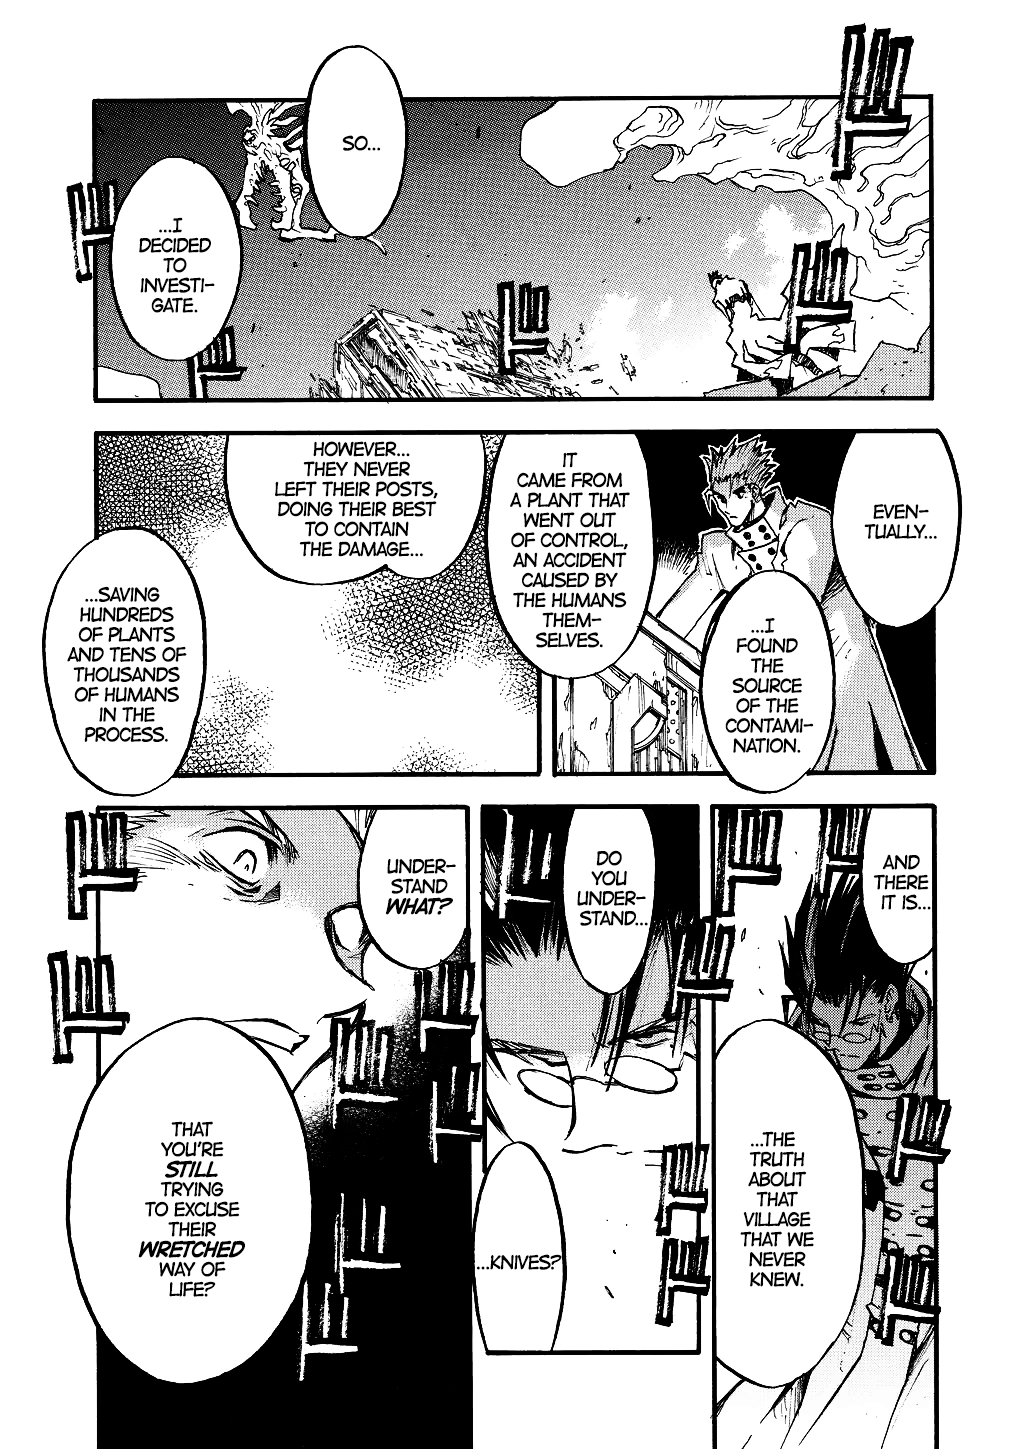 SO...
...I
DECIDED
TO
INVESTI-
GATE.
EVEN-
TUALLY...
...I
FOUND
THE
SOURCE
OF THE
CONTAMI-
NATION.
IT
CAME FROM
A PLANT THAT
WENT OUT
OF CONTROL,
AN ACCIDENT
CAUSED BY
THE HUMANS
THEM-
SELVES.
HOWEVER...
THEY NEVER
LEFT THEIR POSTS,
DOING THEIR BEST
TO CONTAIN
THE DAMAGE...
...SAVING
HUNDREDS
OF PLANTS
AND TENS OF
THOUSANDS
OF HUMANS
IN THE
PROCESS.
AND
THERE
IT IS...
...THE
TRUTH
ABOUT
THAT
VILLAGE
THAT WE
NEVER
KNEW.
DO
YOU
UNDER-
STAND...
...KNIVES?
UNDER-
STAND
WHAT?
THAT
YOU'RE
STILL
TRYING
TO EXCUSE
THEIR
WRETCHED
WAY OF
LIFE?